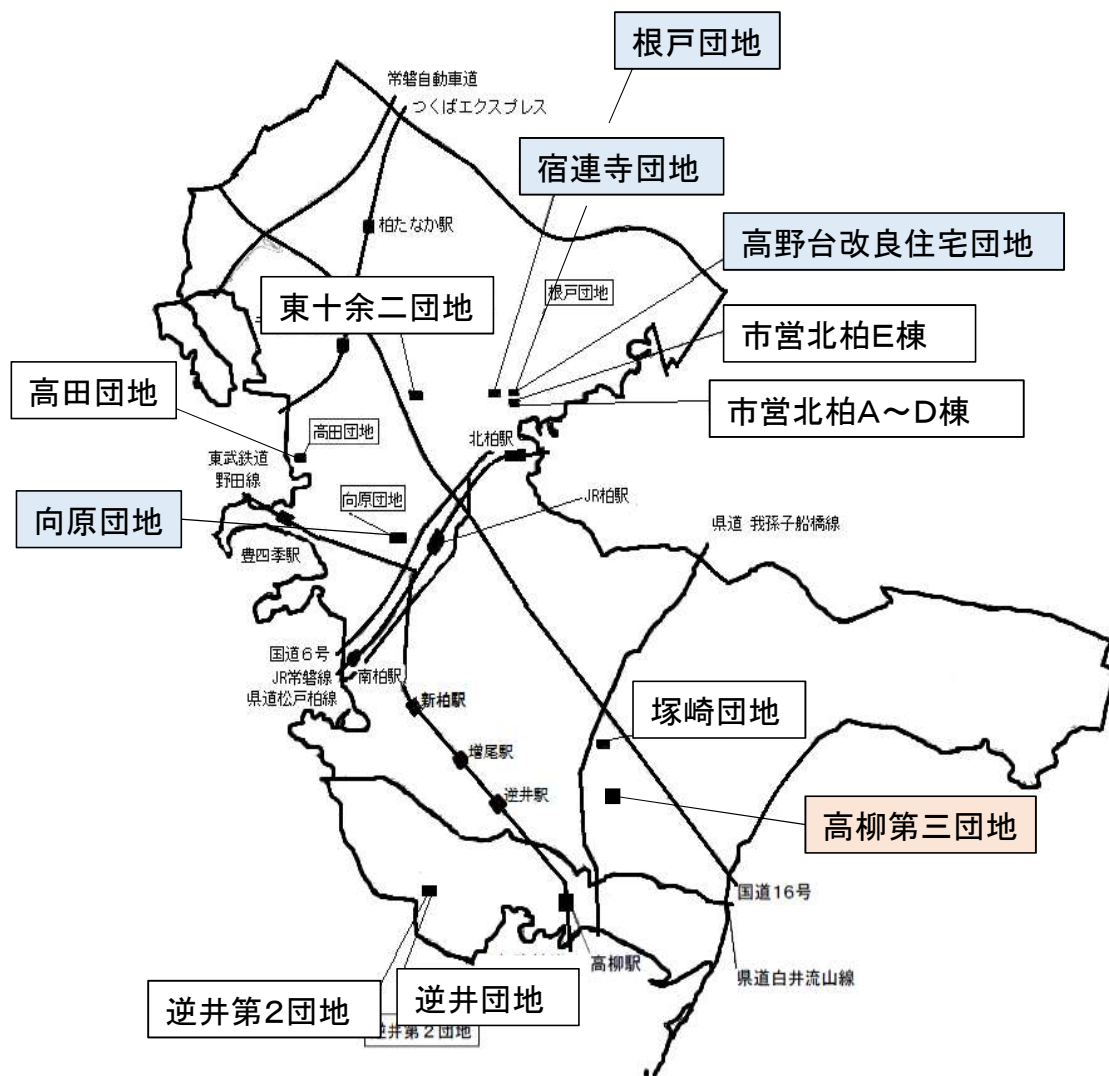 根戸団地
常磐自動車道
つくばエクスプレス
宿連寺団地
柏たなか駅
高野台改良住宅団地
東十余二団地
根戸団地
市営北柏E棟
高田団地
市営北柏A～D棟
高田団地
北柏駅
東武鉄道
野田線
向原団地
向原団地
JR柏駅
県道 我孫子船橋線
豊四季駅
国道6号
JR常磐線
南柏駅
県道松戸柏線
新柏駅
塚崎団地
増尾駅
逆井駅
高柳第三団地
国道16号
高柳駅
県道白井流山線
逆井第2団地
逆井団地
逆井第2団地